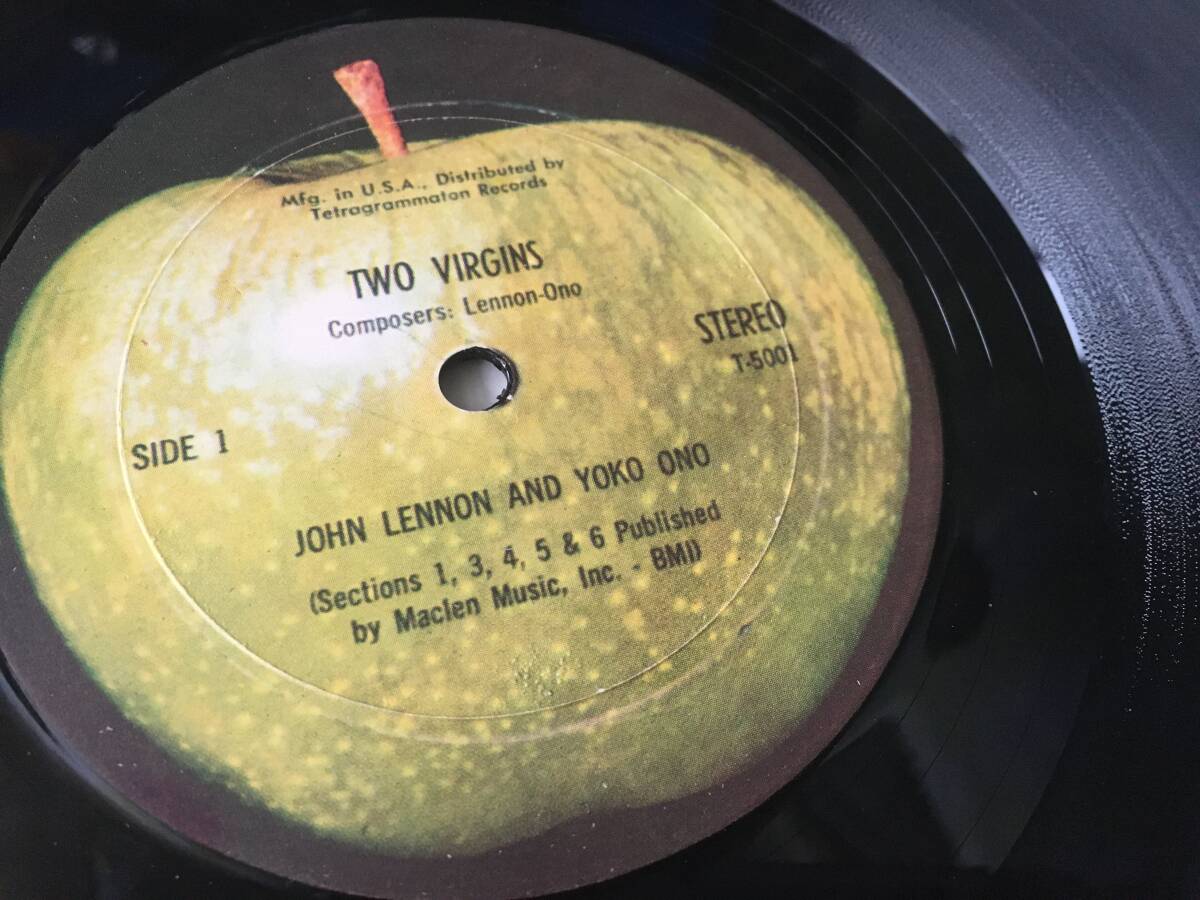 Mfg. in U.S.A., Distributed by
Tetragrammaton Records
TWO VIRGINS
Composers: Lennon-Ono
STEREO
T-5001
SIDE 1
JOHN LENNON AND YOKO ONO
(Sections 1, 3, 4, 5 & 6 Published
by Maclen Music, Inc. - BMI)